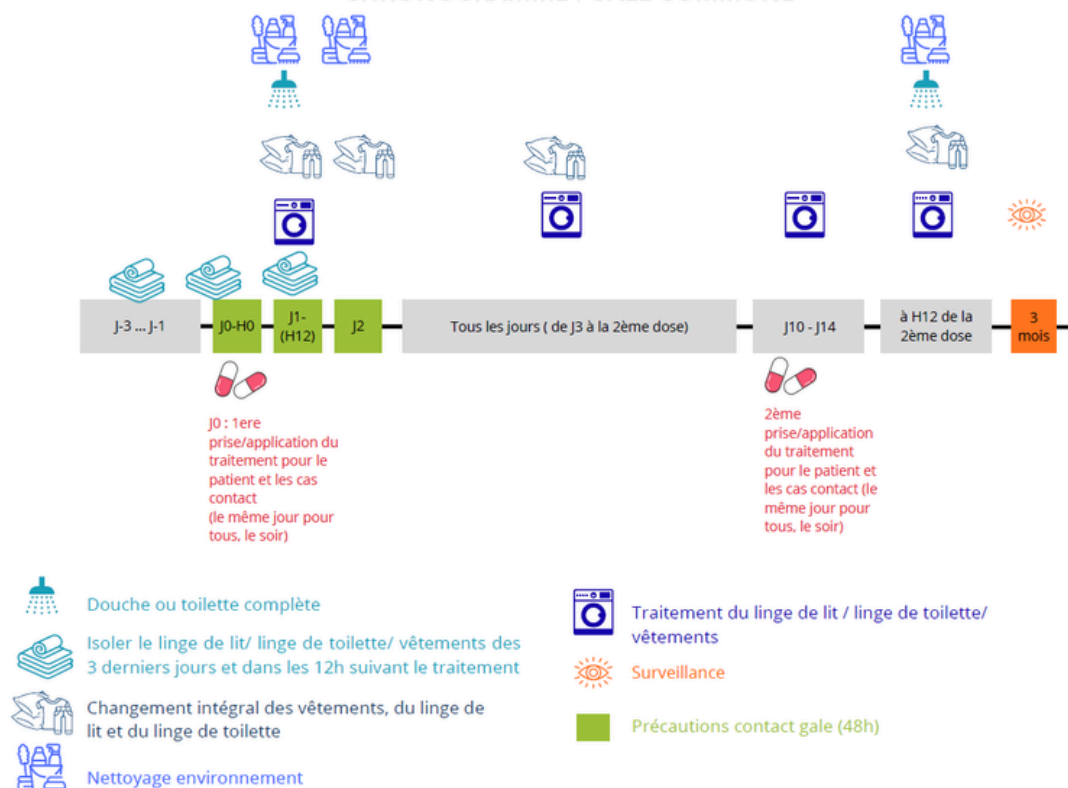 J-3 ... J-1
J0-H0
J1-
(H12)
J2
Tous les jours ( de J3 à la 2ème dose)
J10 - J14
à H12 de la
2ème dose
3
mois
J0 : 1ere
prise/application du
traitement pour le
patient et les cas
contact
(le même jour pour
tous, le soir)
2ème
prise/application
du traitement
pour le patient et
les cas contact (le
même jour pour
tous, le soir)
Douche ou toilette complète
Isoler le linge de lit/ linge de toilette/ vêtements des
3 derniers jours et dans les 12h suivant le traitement
Changement intégral des vêtements, du linge de
lit et du linge de toilette
Nettoyage environnement
Traitement du linge de lit / linge de toilette/
vêtements
Surveillance
Précautions contact gale (48h)